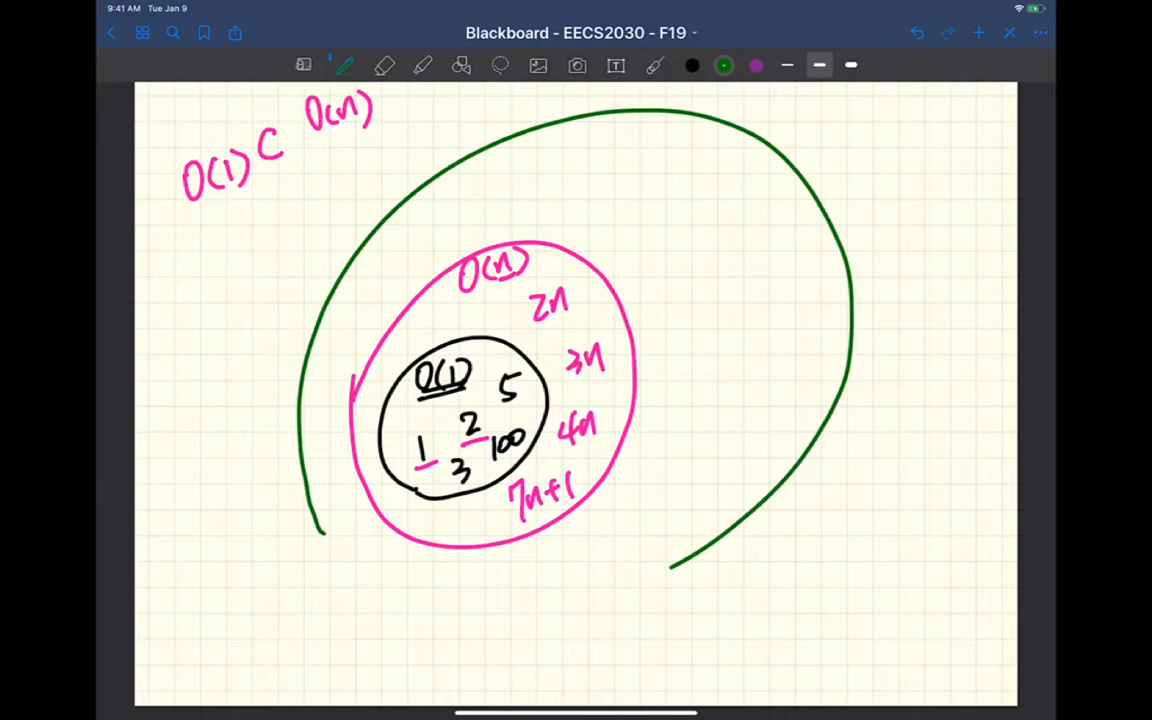 9:41 AM Tue Jan 9
Blackboard - EECS2030 - F19
O(1) ⊂ O(n)
O(n)
2n
3n
O(1) 5
4n
1 2 100
3
7n+1